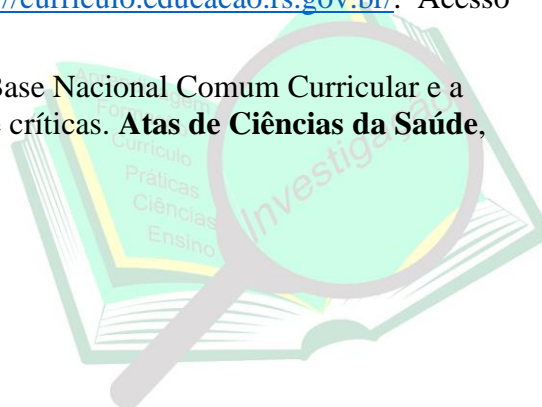 //curriculo.educacao.rs.gov.br/. Acesso
Base Nacional Comum Curricular e a
críticas. Atas de Ciências da Saúde,
Aprendizagem
Formação
Currículo
Práticas
Ciências
Ensino
Investigação